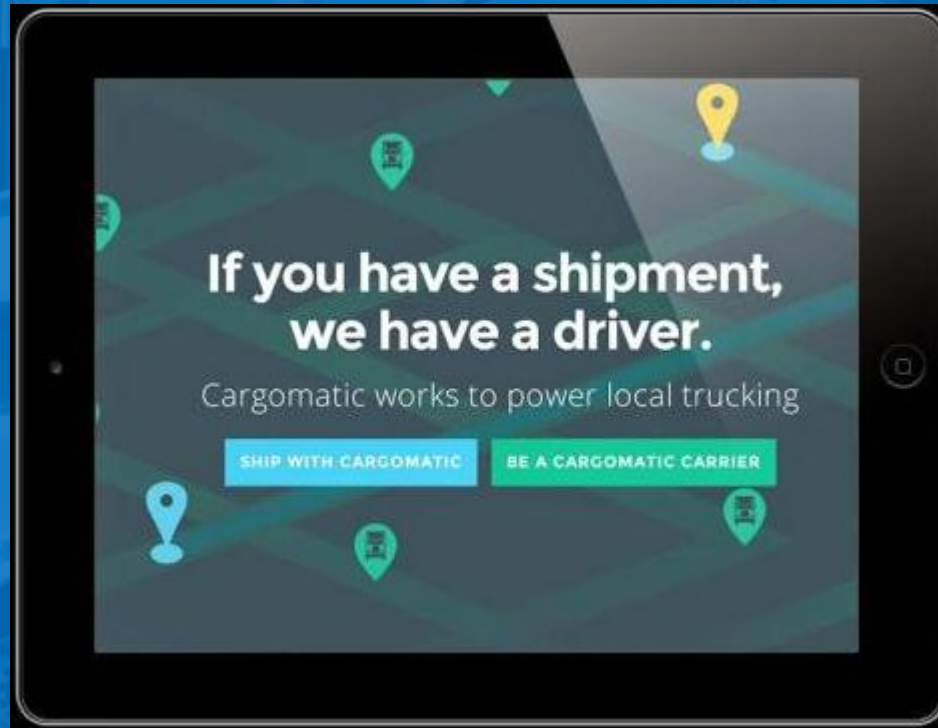 If you have a shipment,
we have a driver.
Cargomatic works to power local trucking
SHIP WITH CARGOMATIC
BE A CARGOMATIC CARRIER